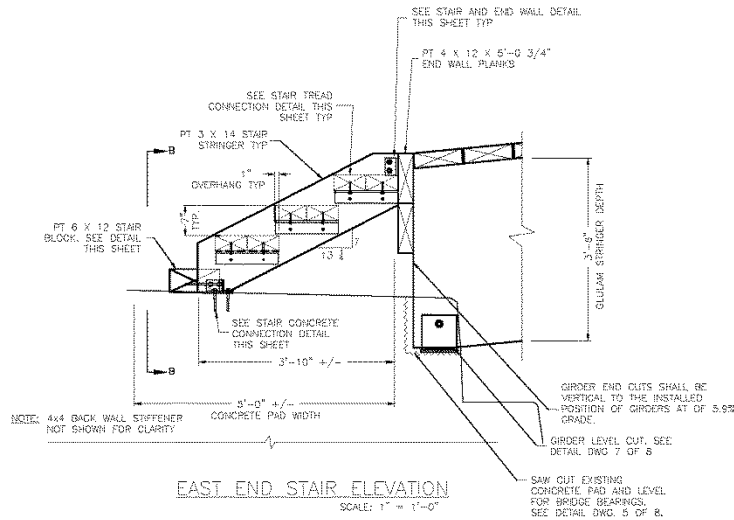 SEE STAIR AND END WALL DETAIL
THIS SHEET TYP
PT 4 X 12 X 5'-0 3/4"
END WALL PLANKS
SEE STAIR TREAD
CONNECTION DETAIL THIS
SHEET TYP
PT 3 X 14 STAIR
STRINGER TYP
B
1"
OVERHANG TYP
7"
TYP.
PT 6 X 12 STAIR
BLOCK. SEE DETAIL
THIS SHEET
7
13
3'-8"
GLULAM STRINGER DEPTH
SEE STAIR CONCRETE
CONNECTION DETAIL
THIS SHEET
3'-10" +/-
B
5'-0" +/-
CONCRETE PAD WIDTH
NOTE: 4x4 BACK WALL STIFFENER
NOT SHOWN FOR CLARITY
GIRDER END CUTS SHALL BE
VERTICAL TO THE INSTALLED
POSITION OF GIRDERS AT OF 5.9%
GRADE.
GIRDER LEVEL CUT. SEE
DETAIL DWG 7 OF 8
SAW CUT EXISTING
CONCRETE PAD AND LEVEL
FOR BRIDGE BEARINGS.
SEE DETAIL DWG. 5 OF 8.
EAST END STAIR ELEVATION
SCALE: 1" = 1'-0"